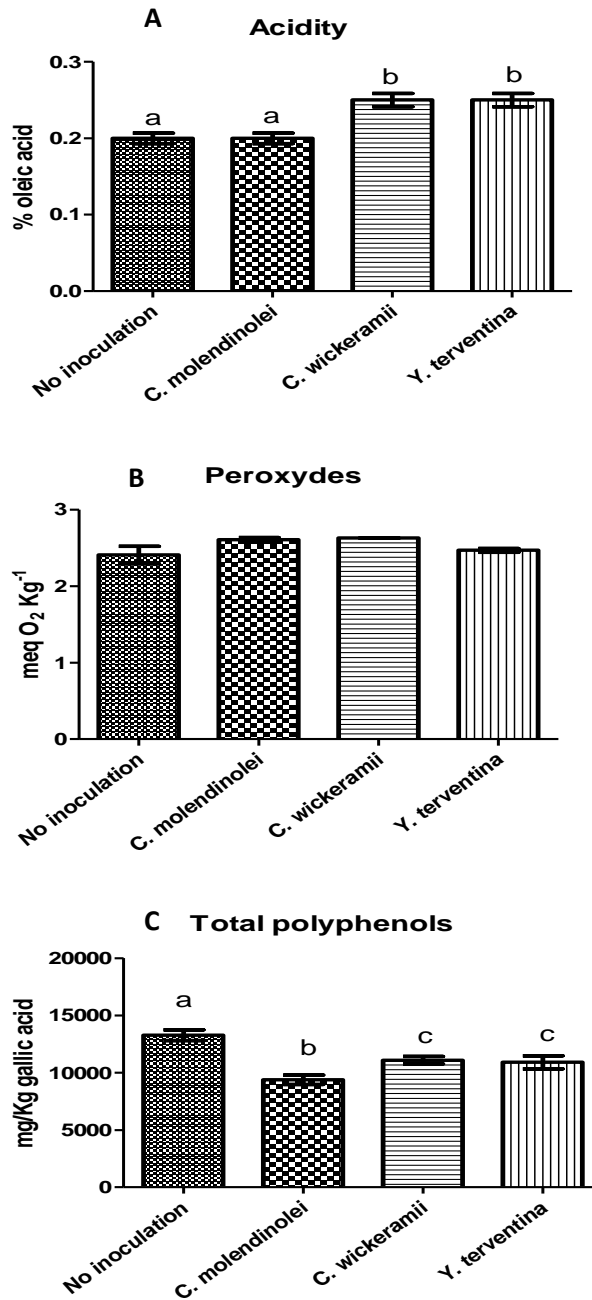 A Acidity
% oleic acid
0.3
0.2
0.1
0.0
a
a
b
b
No inoculation
C. molendinolei
C. wickeramii
Y. terventina
B Peroxydes
meq O₂ Kg⁻¹
3
2
1
0
No inoculation
C. molendinolei
C. wickeramii
Y. terventina
C Total polyphenols
mg/Kg gallic acid
20000
15000
10000
5000
0
a
b
c
c
No inoculation
C. molendinolei
C. wickeramii
Y. terventina